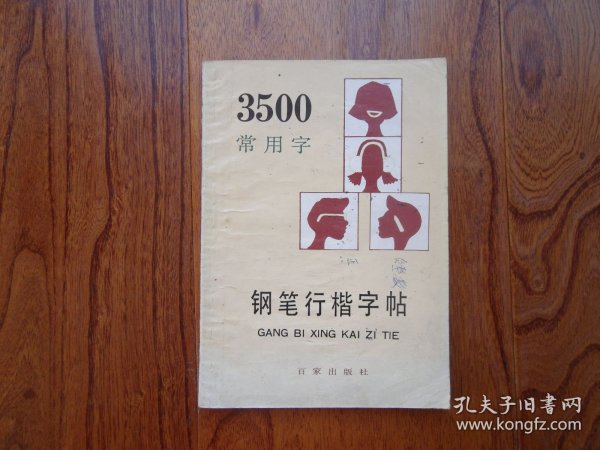 3500
常用字
钢笔行楷字帖
GANG BI XING KAI ZI TIE
百家出版社
孔夫子旧书网
www.kongfz.com